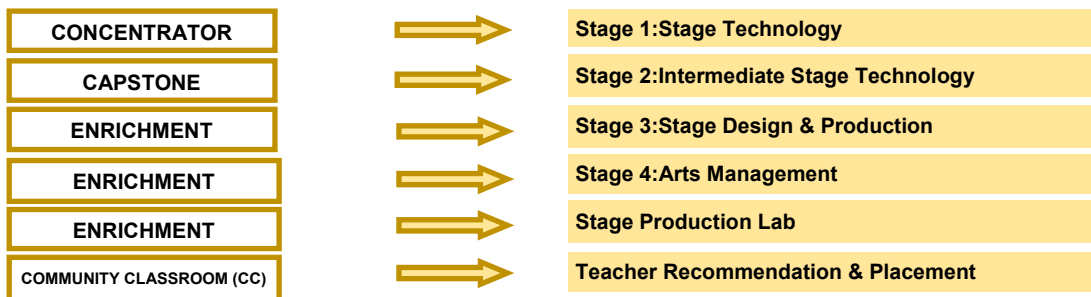 CONCENTRATOR
Stage 1:Stage Technology
CAPSTONE
Stage 2:Intermediate Stage Technology
ENRICHMENT
Stage 3:Stage Design & Production
ENRICHMENT
Stage 4:Arts Management
ENRICHMENT
Stage Production Lab
COMMUNITY CLASSROOM (CC)
Teacher Recommendation & Placement